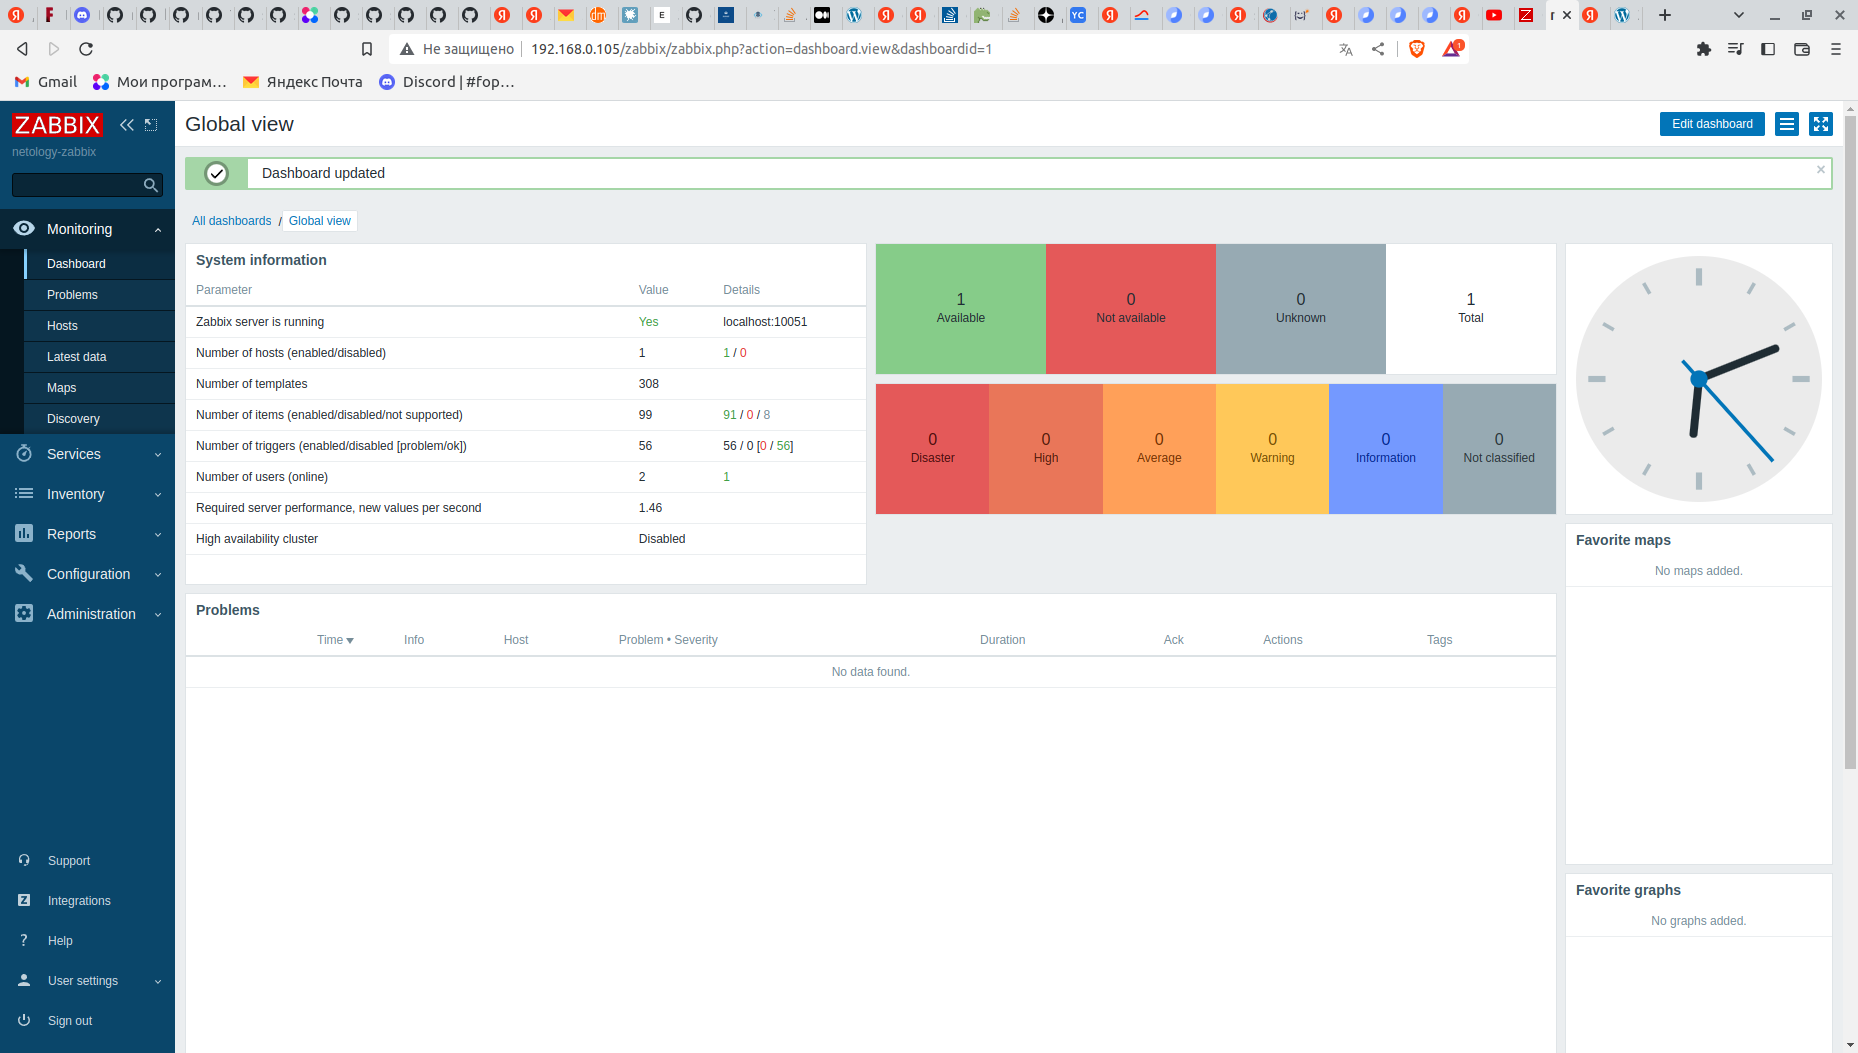 Не защищено
192.168.0.105/zabbix/zabbix.php?action=dashboard.view&dashboardid=1
1
Gmail
Мои програм...
Яндекс Почта
Discord | #fop...
ZABBIX
netology-zabbix
Monitoring
Dashboard
Problems
Hosts
Latest data
Maps
Discovery
Services
Inventory
Reports
Configuration
Administration
Support
Integrations
Help
User settings
Sign out
Global view
Edit dashboard
Dashboard updated
All dashboards / Global view
System information
Parameter Value Details
Zabbix server is running Yes localhost:10051
Number of hosts (enabled/disabled) 1 1 / 0
Number of templates 308
Number of items (enabled/disabled/not supported) 99 91 / 0 / 8
Number of triggers (enabled/disabled [problem/ok]) 56 56 / 0 [0 / 56]
Number of users (online) 2 1
Required server performance, new values per second 1.46
High availability cluster Disabled
1 0 0 1
Available Not available Unknown Total
0 0 0 0 0 0
Disaster High Average Warning Information Not classified
Favorite maps
No maps added.
Problems
Time Info Host Problem • Severity Duration Ack Actions Tags
No data found.
Favorite graphs
No graphs added.